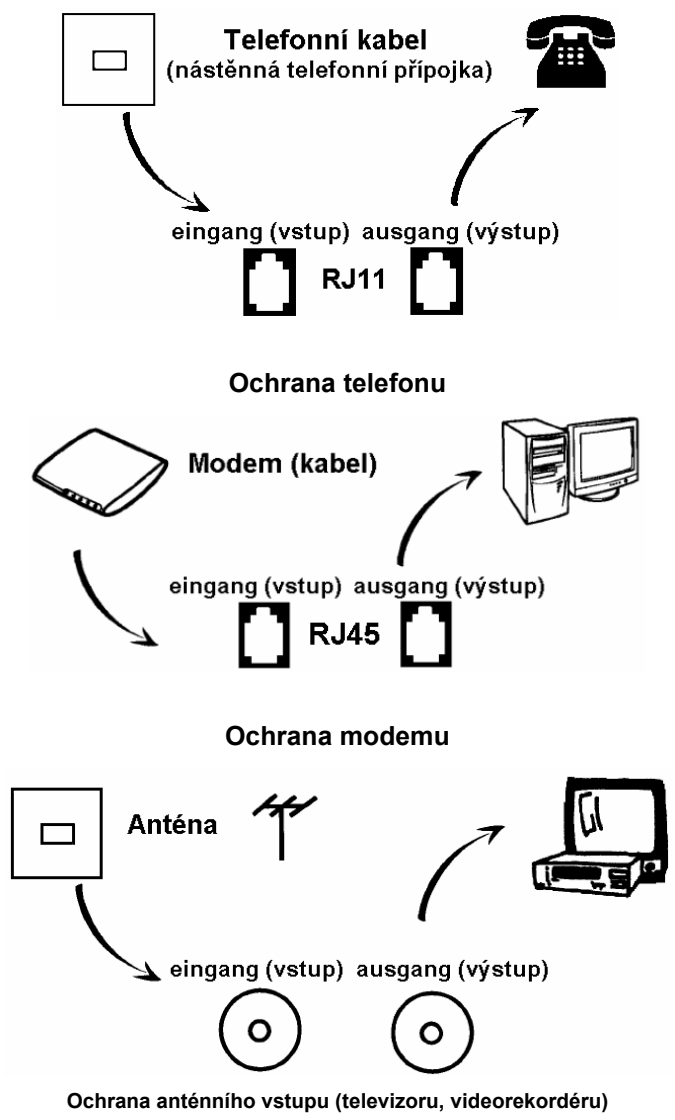 Telefonní kabel
(nástěnná telefonní přípojka)
eingang (vstup) ausgang (výstup)
RJ11
Ochrana telefonu
Modem (kabel)
eingang (vstup) ausgang (výstup)
RJ45
Ochrana modemu
Anténa
eingang (vstup) ausgang (výstup)
Ochrana anténního vstupu (televizoru, videorekordéru)